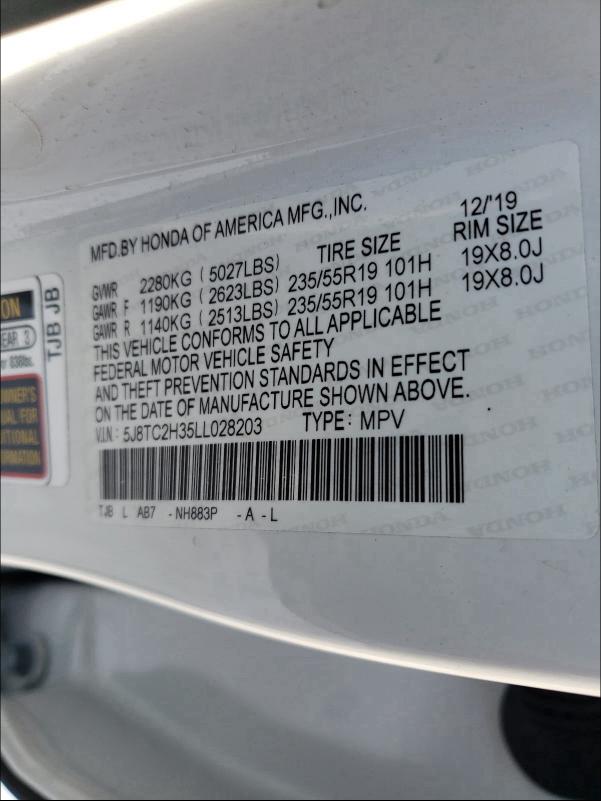 MFD.BY HONDA OF AMERICA MFG.,INC. 12/'19
TIRE SIZE RIM SIZE
GVWR 2280KG ( 5027LBS)
GAWR F 1190KG ( 2623LBS) 235/55R19 101H 19X8.0J
GAWR R 1140KG ( 2513LBS) 235/55R19 101H 19X8.0J
THIS VEHICLE CONFORMS TO ALL APPLICABLE
FEDERAL MOTOR VEHICLE SAFETY
AND THEFT PREVENTION STANDARDS IN EFFECT
ON THE DATE OF MANUFACTURE SHOWN ABOVE.
V.I.N.: 5J8TC2H35LL028203 TYPE: MPV
TJB L AB7 -NH883P -A-L
TJB JB